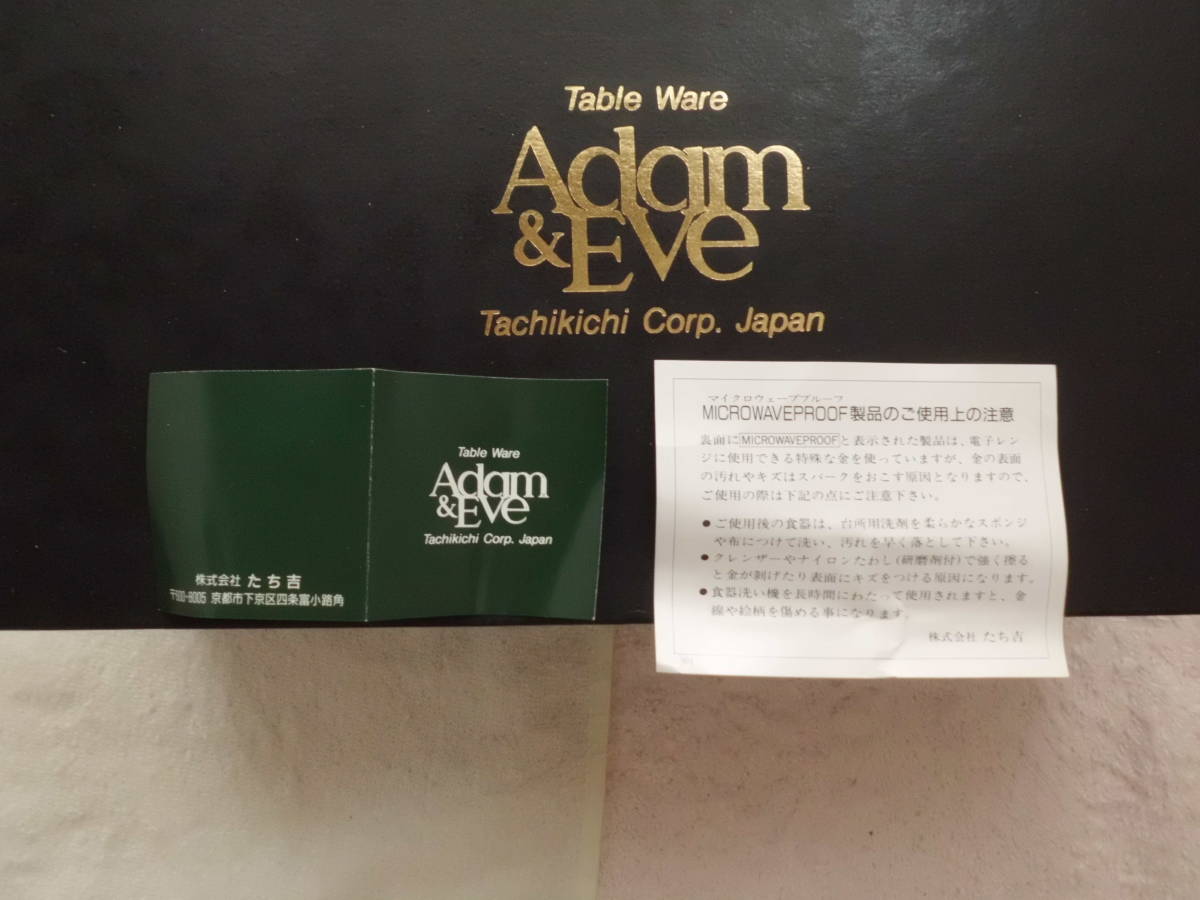 Table Ware
Adam
&Eve
Tachikichi Corp. Japan
株式会社 たち吉
〒600-8005 京都市下京区四条富小路角
Table Ware
Adam
&Eve
Tachikichi Corp. Japan
マイクロウェーブプルーフ
MICROWAVEPROOF製品のご使用上の注意
裏面にMICROWAVEPROOFと表示された製品は、電子レン
ジに使用できる特殊な金を使っていますが、金の表面
の汚れやキズはスパークをおこす原因となりますので、
ご使用の際は下記の点にご注意下さい。
●ご使用後の食器は、台所用洗剤を柔らかなスポンジ
や布につけて洗い、汚れを早く落として下さい。
●クレンザーやナイロンたわし(研磨剤付)で強く擦る
と金が剥げたり表面にキズをつける原因になります。
●食器洗い機を長時間にわたって使用されますと、金
線や絵柄を傷める事になります。
株式会社 たち吉